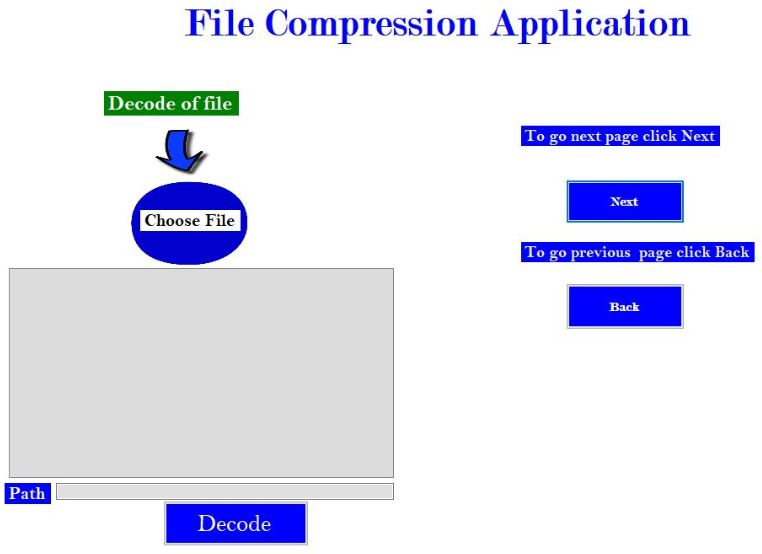 File Compression Application
Decode of file
Choose File
Path
Decode
To go next page click Next
Next
To go previous page click Back
Back